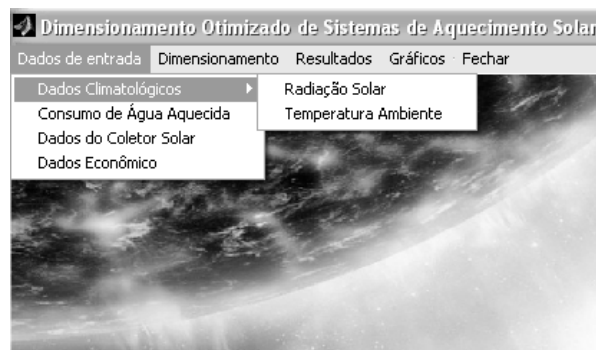 Dimensionamento Otimizado de Sistemas de Aquecimento Solar
Dados de entrada Dimensionamento Resultados Gráficos Fechar
Dados Climatológicos Radiação Solar
Consumo de Água Aquecida Temperatura Ambiente
Dados do Coletor Solar
Dados Econômico